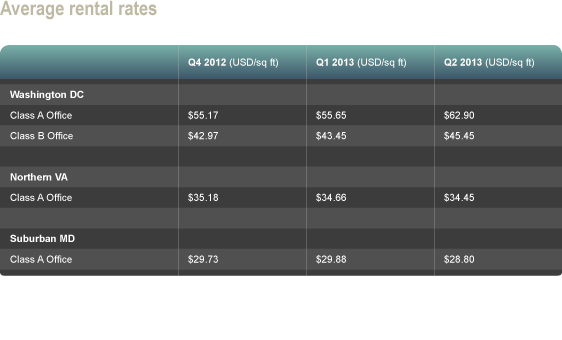 Average rental rates
Q4 2012 (USD/sq ft) Q1 2013 (USD/sq ft) Q2 2013 (USD/sq ft)
Washington DC
Class A Office $55.17 $55.65 $62.90
Class B Office $42.97 $43.45 $45.45
Northern VA
Class A Office $35.18 $34.66 $34.45
Suburban MD
Class A Office $29.73 $29.88 $28.80